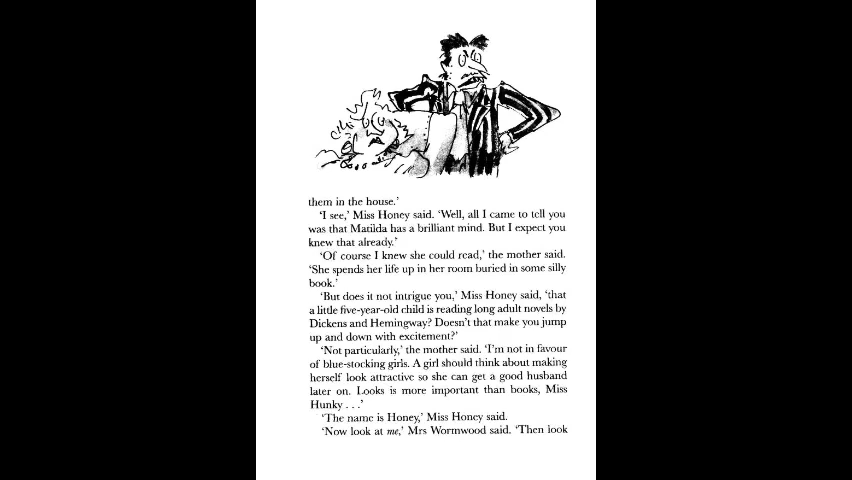 them in the house.’
‘I see,’ Miss Honey said. ‘Well, all I came to tell you
was that Matilda has a brilliant mind. But I expect you
knew that already.’
‘Of course I knew she could read,’ the mother said.
‘She spends her life up in her room buried in some silly
book.’
‘But does it not intrigue you,’ Miss Honey said, ‘that
a little five-year-old child is reading long adult novels by
Dickens and Hemingway? Doesn’t that make you jump
up and down with excitement?’
‘Not particularly,’ the mother said. ‘I’m not in favour
of blue-stocking girls. A girl should think about making
herself look attractive so she can get a good husband
later on. Looks is more important than books, Miss
Hunky . . .’
‘The name is Honey,’ Miss Honey said.
‘Now look at me,’ Mrs Wormwood said. ‘Then look